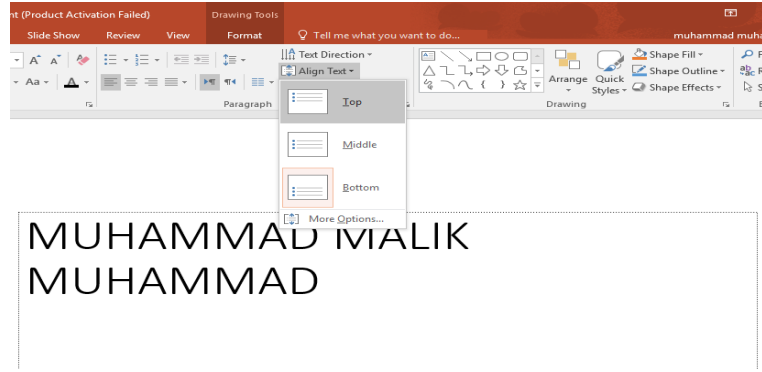 nt (Product Activation Failed) Drawing Tools
Slide Show Review View Format Tell me what you want to do... muhammad muha
A A Aa A Text Direction
Align Text
Arrange Quick Styles
Shape Fill
Shape Outline
Shape Effects
Paragraph Drawing
Top
Middle
Bottom
More Options...
MUHAMMAD MALIK
MUHAMMAD